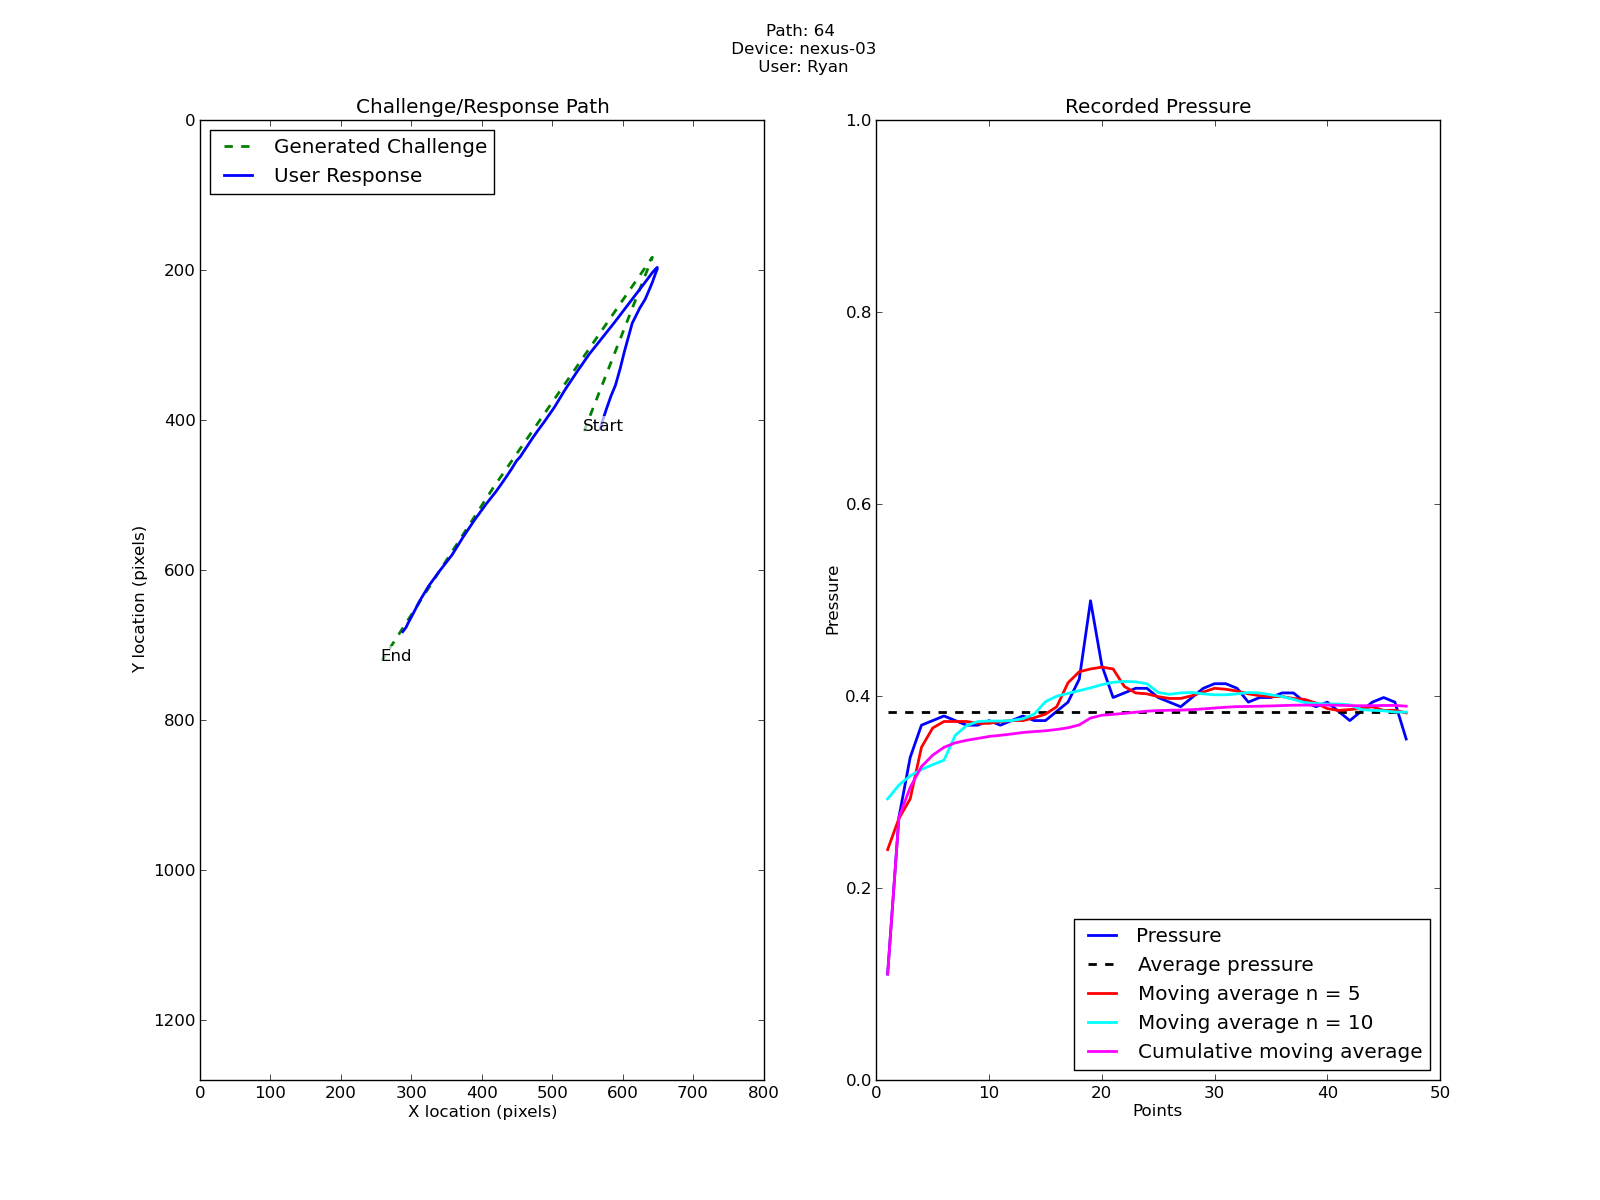 Path: 64
Device: nexus-03
User: Ryan
Challenge/Response Path
Generated Challenge
User Response
Start
End
0
200
400
600
800
1000
1200
Y location (pixels)
0 100 200 300 400 500 600 700 800
X location (pixels)
Recorded Pressure
1.0
0.8
0.6
0.4
0.2
0.0
Pressure
Pressure
Average pressure
Moving average n = 5
Moving average n = 10
Cumulative moving average
0 10 20 30 40 50
Points